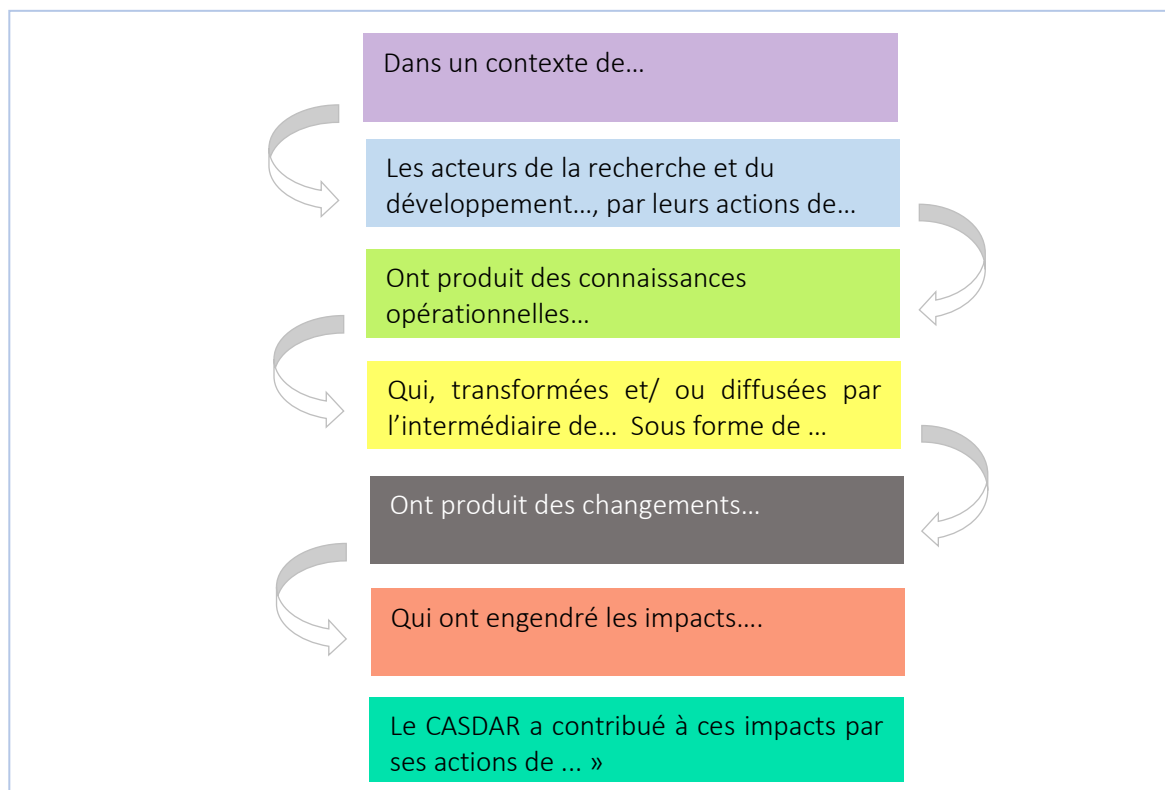 Dans un contexte de…
Les acteurs de la recherche et du
développement…, par leurs actions de…
Ont produit des connaissances
opérationnelles…
Qui, transformées et/ ou diffusées par
l’intermédiaire de… Sous forme de …
Ont produit des changements…
Qui ont engendré les impacts….
Le CASDAR a contribué à ces impacts par
ses actions de ... »